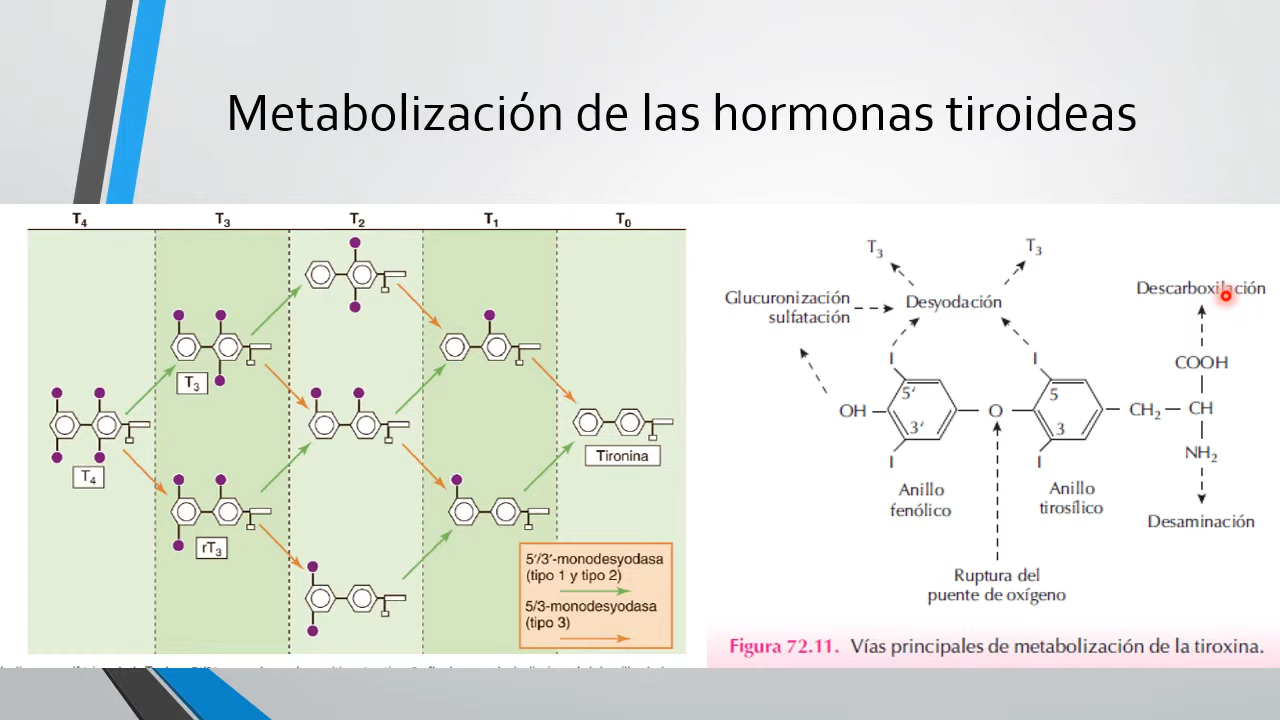 Metabolización de las hormonas tiroideas
T4 T3 T2 T1 T0
T3
T4
rT3
Tironina
5'/3'-monodesyodasa
(tipo 1 y tipo 2)
5/3-monodesyodasa
(tipo 3)
T3 T3
Glucuronización
sulfatación
Desyodación
Descarboxilación
I I
COOH
5' 5
OH O CH2 CH
3' 3
NH2
I I
Anillo
fenólico
Anillo
tirosílico
Desaminación
Ruptura del
puente de oxígeno
Figura 72.11. Vías principales de metabolización de la tiroxina.